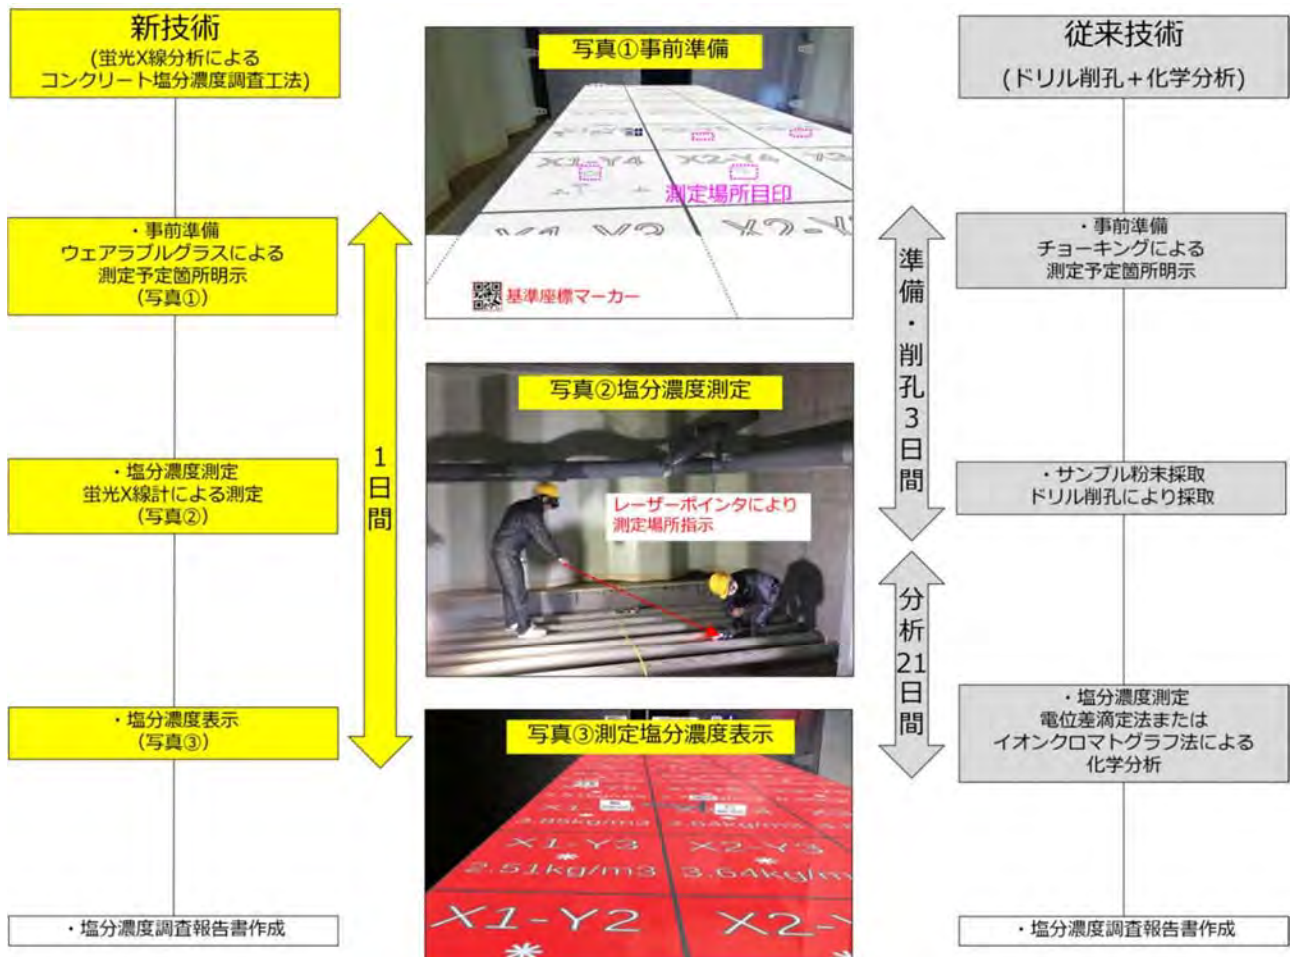 新技術
(蛍光X線分析による
コンクリート塩分濃度調査工法)
・事前準備
ウェアラブルグラスによる
測定予定箇所明示
(写真①)
・塩分濃度測定
蛍光X線計による測定
(写真②)
・塩分濃度表示
(写真③)
・塩分濃度調査報告書作成
1日間
写真①事前準備
X1-Y4
X2-Y4
測定場所目印
X1-Y3
基準座標マーカー
写真②塩分濃度測定
レーザーポインタにより
測定場所指示
写真③測定塩分濃度表示
3.85kg/m3
2.64kg/m3
X1-Y3
X2-Y3
2.51kg/m3
3.64kg/m3
X1-Y2
X2-
準備・削孔3日間
分析21日間
従来技術
(ドリル削孔+化学分析)
・事前準備
チョーキングによる
測定予定箇所明示
・サンプル粉末採取
ドリル削孔により採取
・塩分濃度測定
電位差滴定法または
イオンクロマトグラフ法による
化学分析
・塩分濃度調査報告書作成